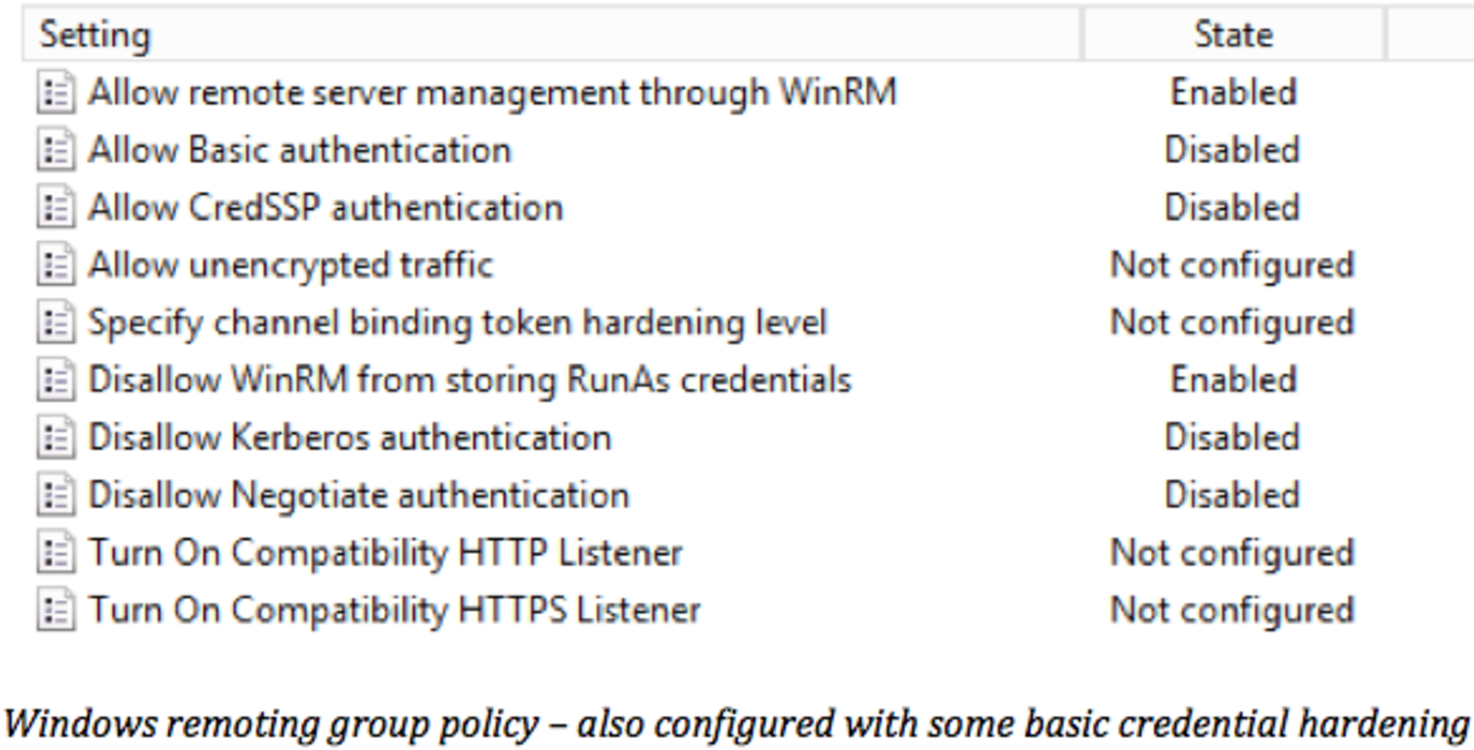 Setting State
Allow remote server management through WinRM Enabled
Allow Basic authentication Disabled
Allow CredSSP authentication Disabled
Allow unencrypted traffic Not configured
Specify channel binding token hardening level Not configured
Disallow WinRM from storing RunAs credentials Enabled
Disallow Kerberos authentication Disabled
Disallow Negotiate authentication Disabled
Turn On Compatibility HTTP Listener Not configured
Turn On Compatibility HTTPS Listener Not configured
Windows remoting group policy – also configured with some basic credential hardening